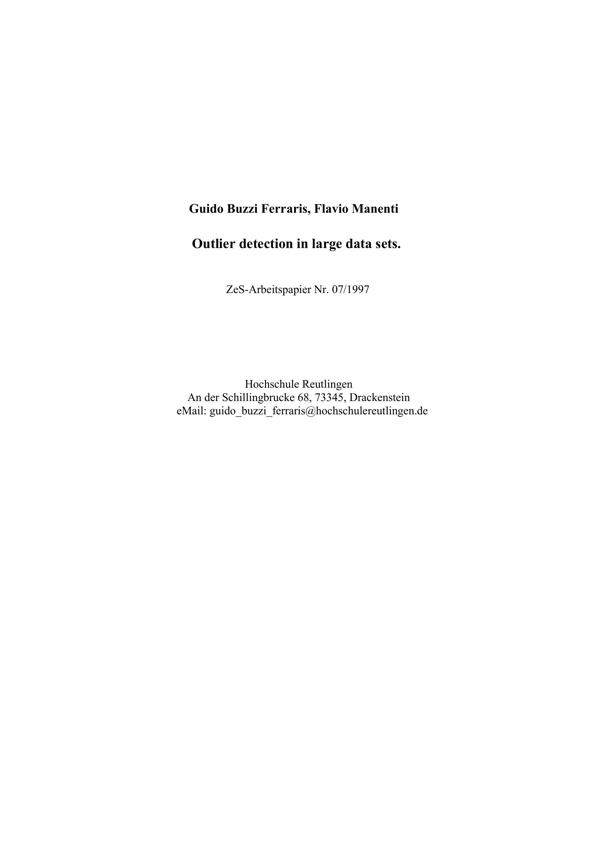 Guido Buzzi Ferraris, Flavio Manenti
Outlier detection in large data sets.
ZeS-Arbeitspapier Nr. 07/1997
Hochschule Reutlingen
An der Schillingbrucke 68, 73345, Drackenstein
eMail: guido_buzzi_ferraris@hochschulereutlingen.de